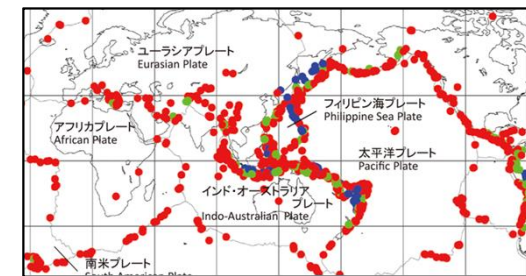 ユーラシアプレート
Eurasian Plate
フィリピン海プレート
Philippine Sea Plate
アフリカプレート
African Plate
太平洋プレート
Pacific Plate
インド・オーストラリア
プレート
Indo-Australian Plate
南米プレート
South American Plate